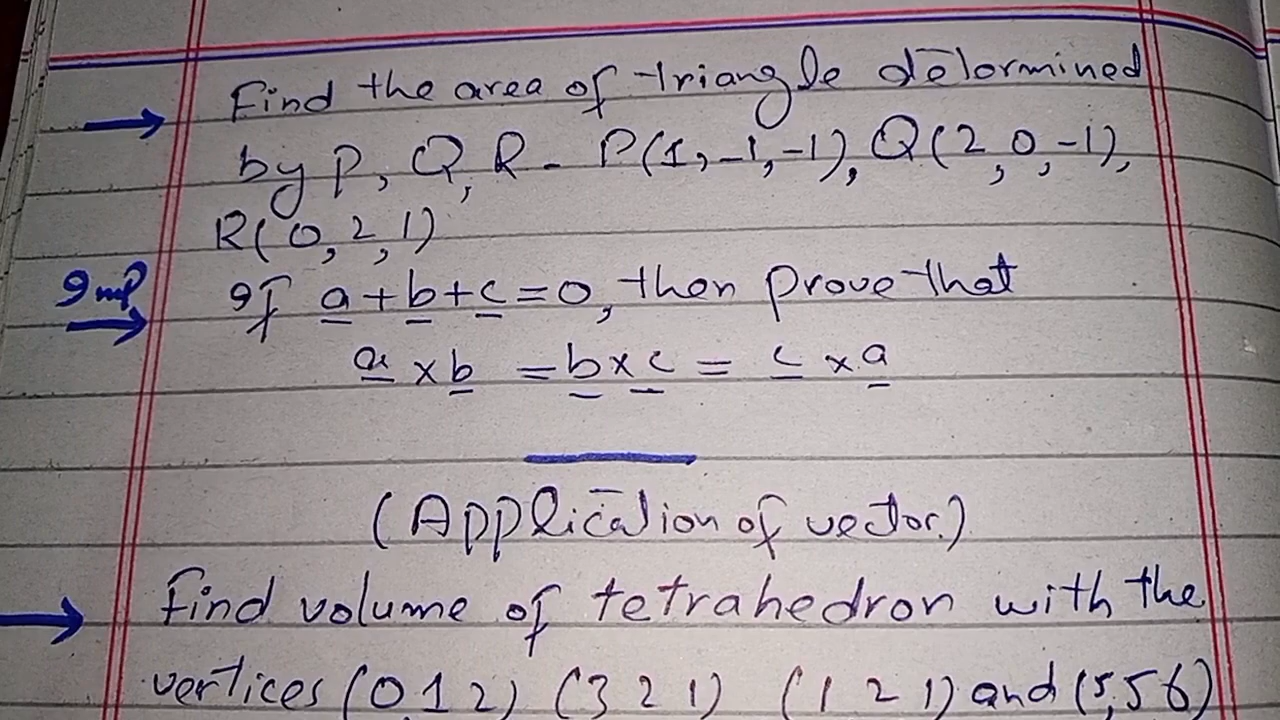 Find the area of triangle determined
by P, Q, R - P(1, -1, -1), Q(2, 0, -1),
R(0, 2, 1)
Imp If a + b + c = 0, then prove that
a × b = b × c = c × a
(Application of vector.)
Find volume of tetrahedron with the
vertices (0, 1 2) (3 2 1) (1 2 1) and (5, 5 6)